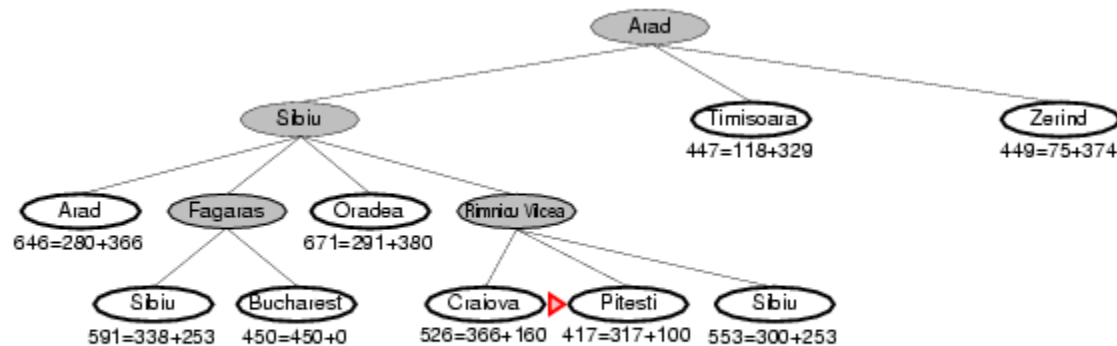 Arad
Sibiu
Timisoara
Zerind
447=118+329
449=75+374
Arad
Fagaras
Oradea
Rimnicu Vilcea
646=280+366
671=291+380
Sibiu
Bucharest
Craiova
Pitesti
Sibiu
591=338+253
450=450+0
526=366+160
417=317+100
553=300+253